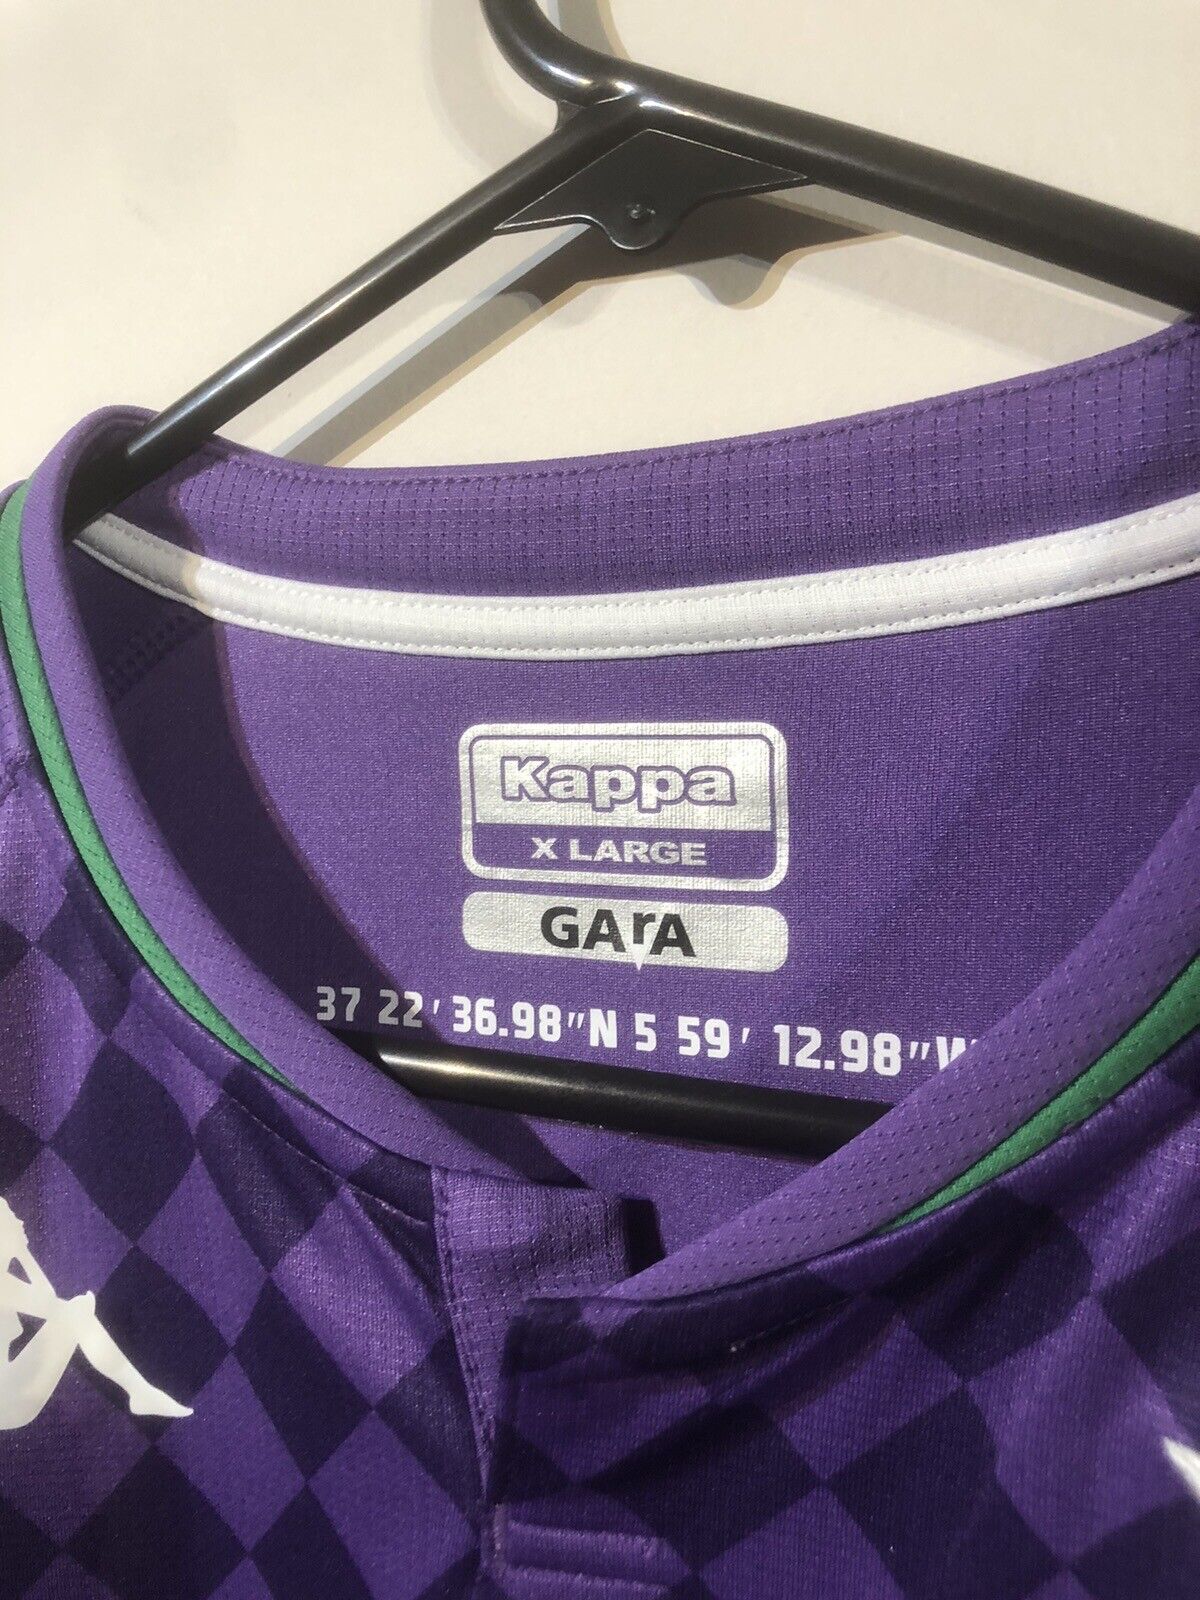 Kappa
X LARGE
GArA
37 22' 36.98"N 5 59' 12.98"W